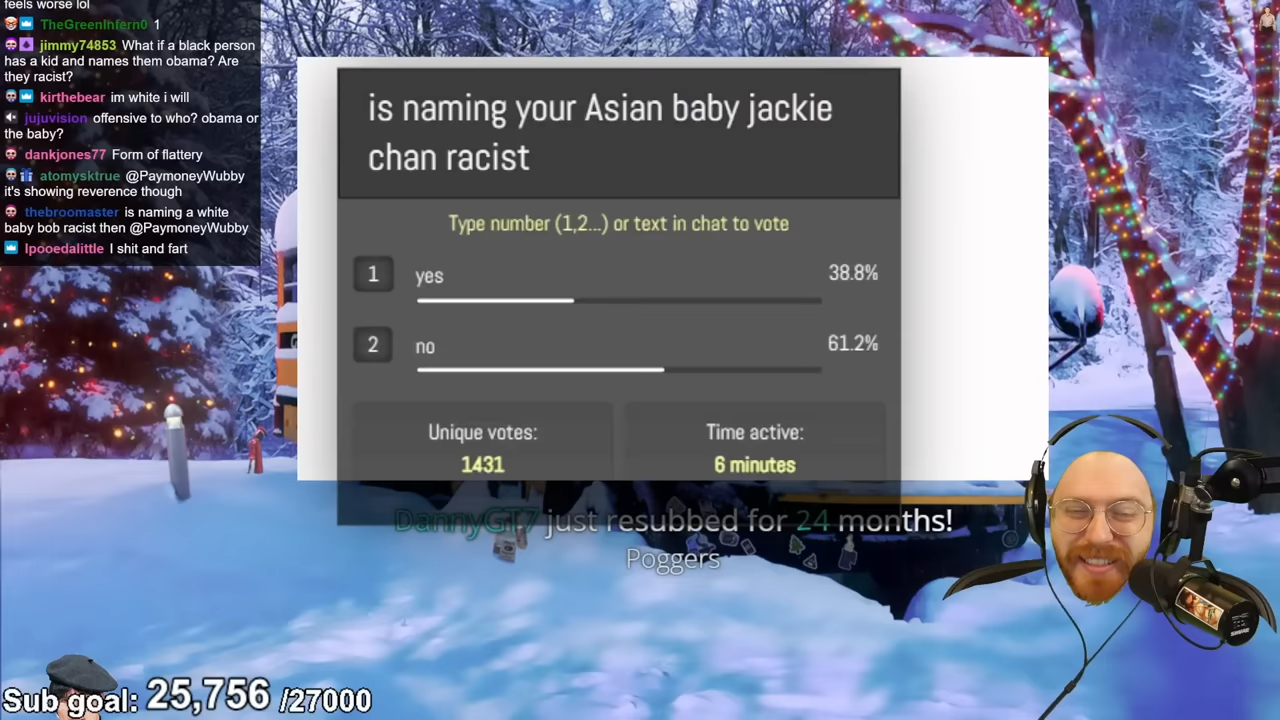 feels worse lol
TheGreenInfern0 1
jimmy74853 What if a black person
has a kid and names them obama? Are
they racist?
kirthebear im white i will
jujuvision offensive to who? obama or
the baby?
dankjones77 Form of flattery
atomysktrue @PaymoneyWubby
it's showing reverence though
thebroomaster is naming a white
baby bob racist then @PaymoneyWubby
lpooedalittle I shit and fart
is naming your Asian baby jackie
chan racist
Type number (1,2...) or text in chat to vote
1 yes 38.8%
2 no 61.2%
Unique votes: Time active:
1431 6 minutes
DannyGT7 just resubbed for 24 months!
Poggers
Sub goal: 25,756 /27000